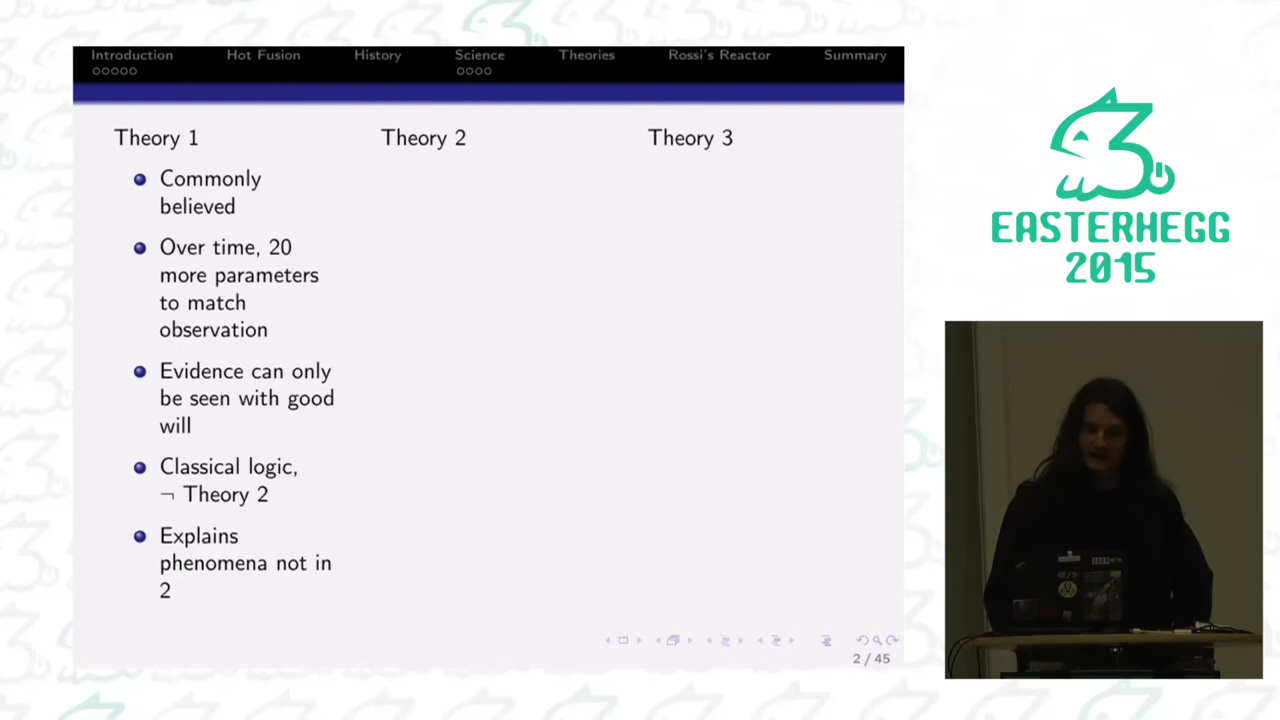 Introduction Hot Fusion History Science Theories Rossi's Reactor Summary
Theory 1
Commonly
believed
Over time, 20
more parameters
to match
observation
Evidence can only
be seen with good
will
Classical logic,
¬ Theory 2
Explains
phenomena not in
2
Theory 2
Theory 3
2 / 45
EASTERHEGG
2015